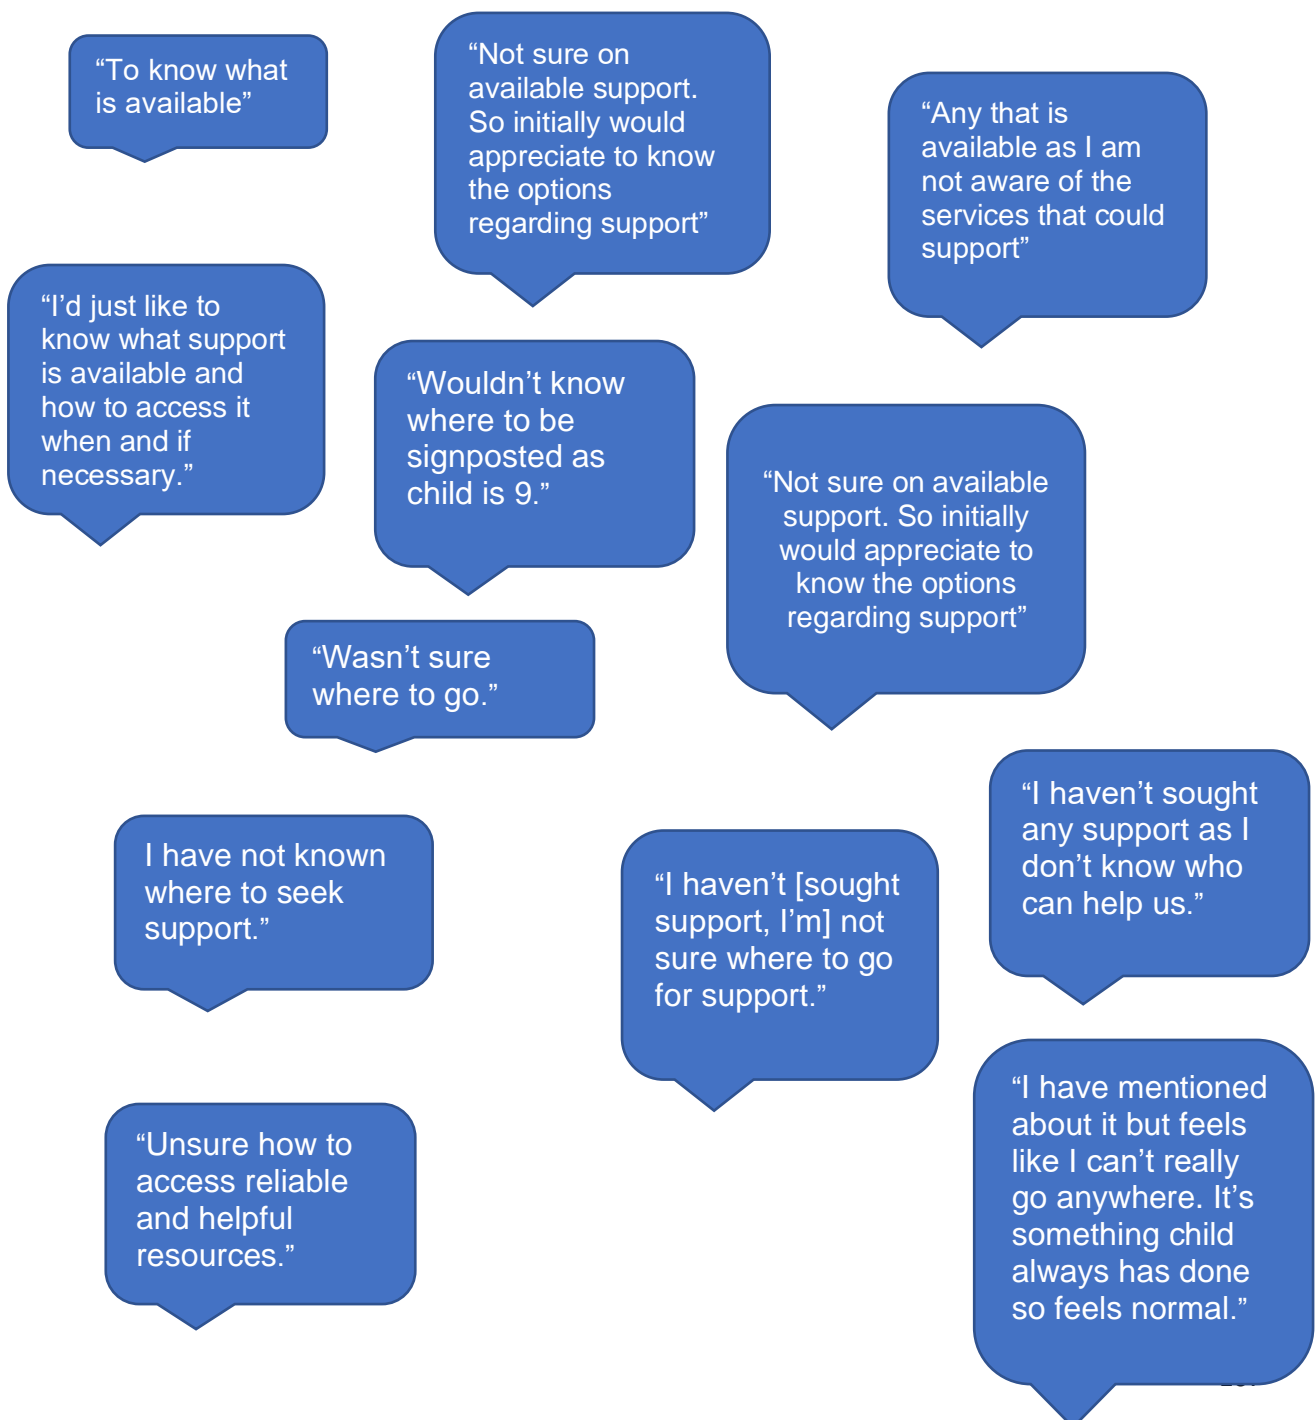 “To know what
is available”
“Not sure on
available support.
So initially would
appreciate to know
the options
regarding support”
“Any that is
available as I am
not aware of the
services that could
support”
“I’d just like to
know what support
is available and
how to access it
when and if
necessary.”
“Wouldn’t know
where to be
signposted as
child is 9.”
“Not sure on available
support. So initially
would appreciate to
know the options
regarding support”
“Wasn’t sure
where to go.”
“I haven’t sought
any support as I
don’t know who
can help us.”
I have not known
where to seek
support.”
“I haven’t [sought
support, I’m] not
sure where to go
for support.”
“I have mentioned
about it but feels
like I can’t really
go anywhere. It’s
something child
always has done
so feels normal.”
“Unsure how to
access reliable
and helpful
resources.”